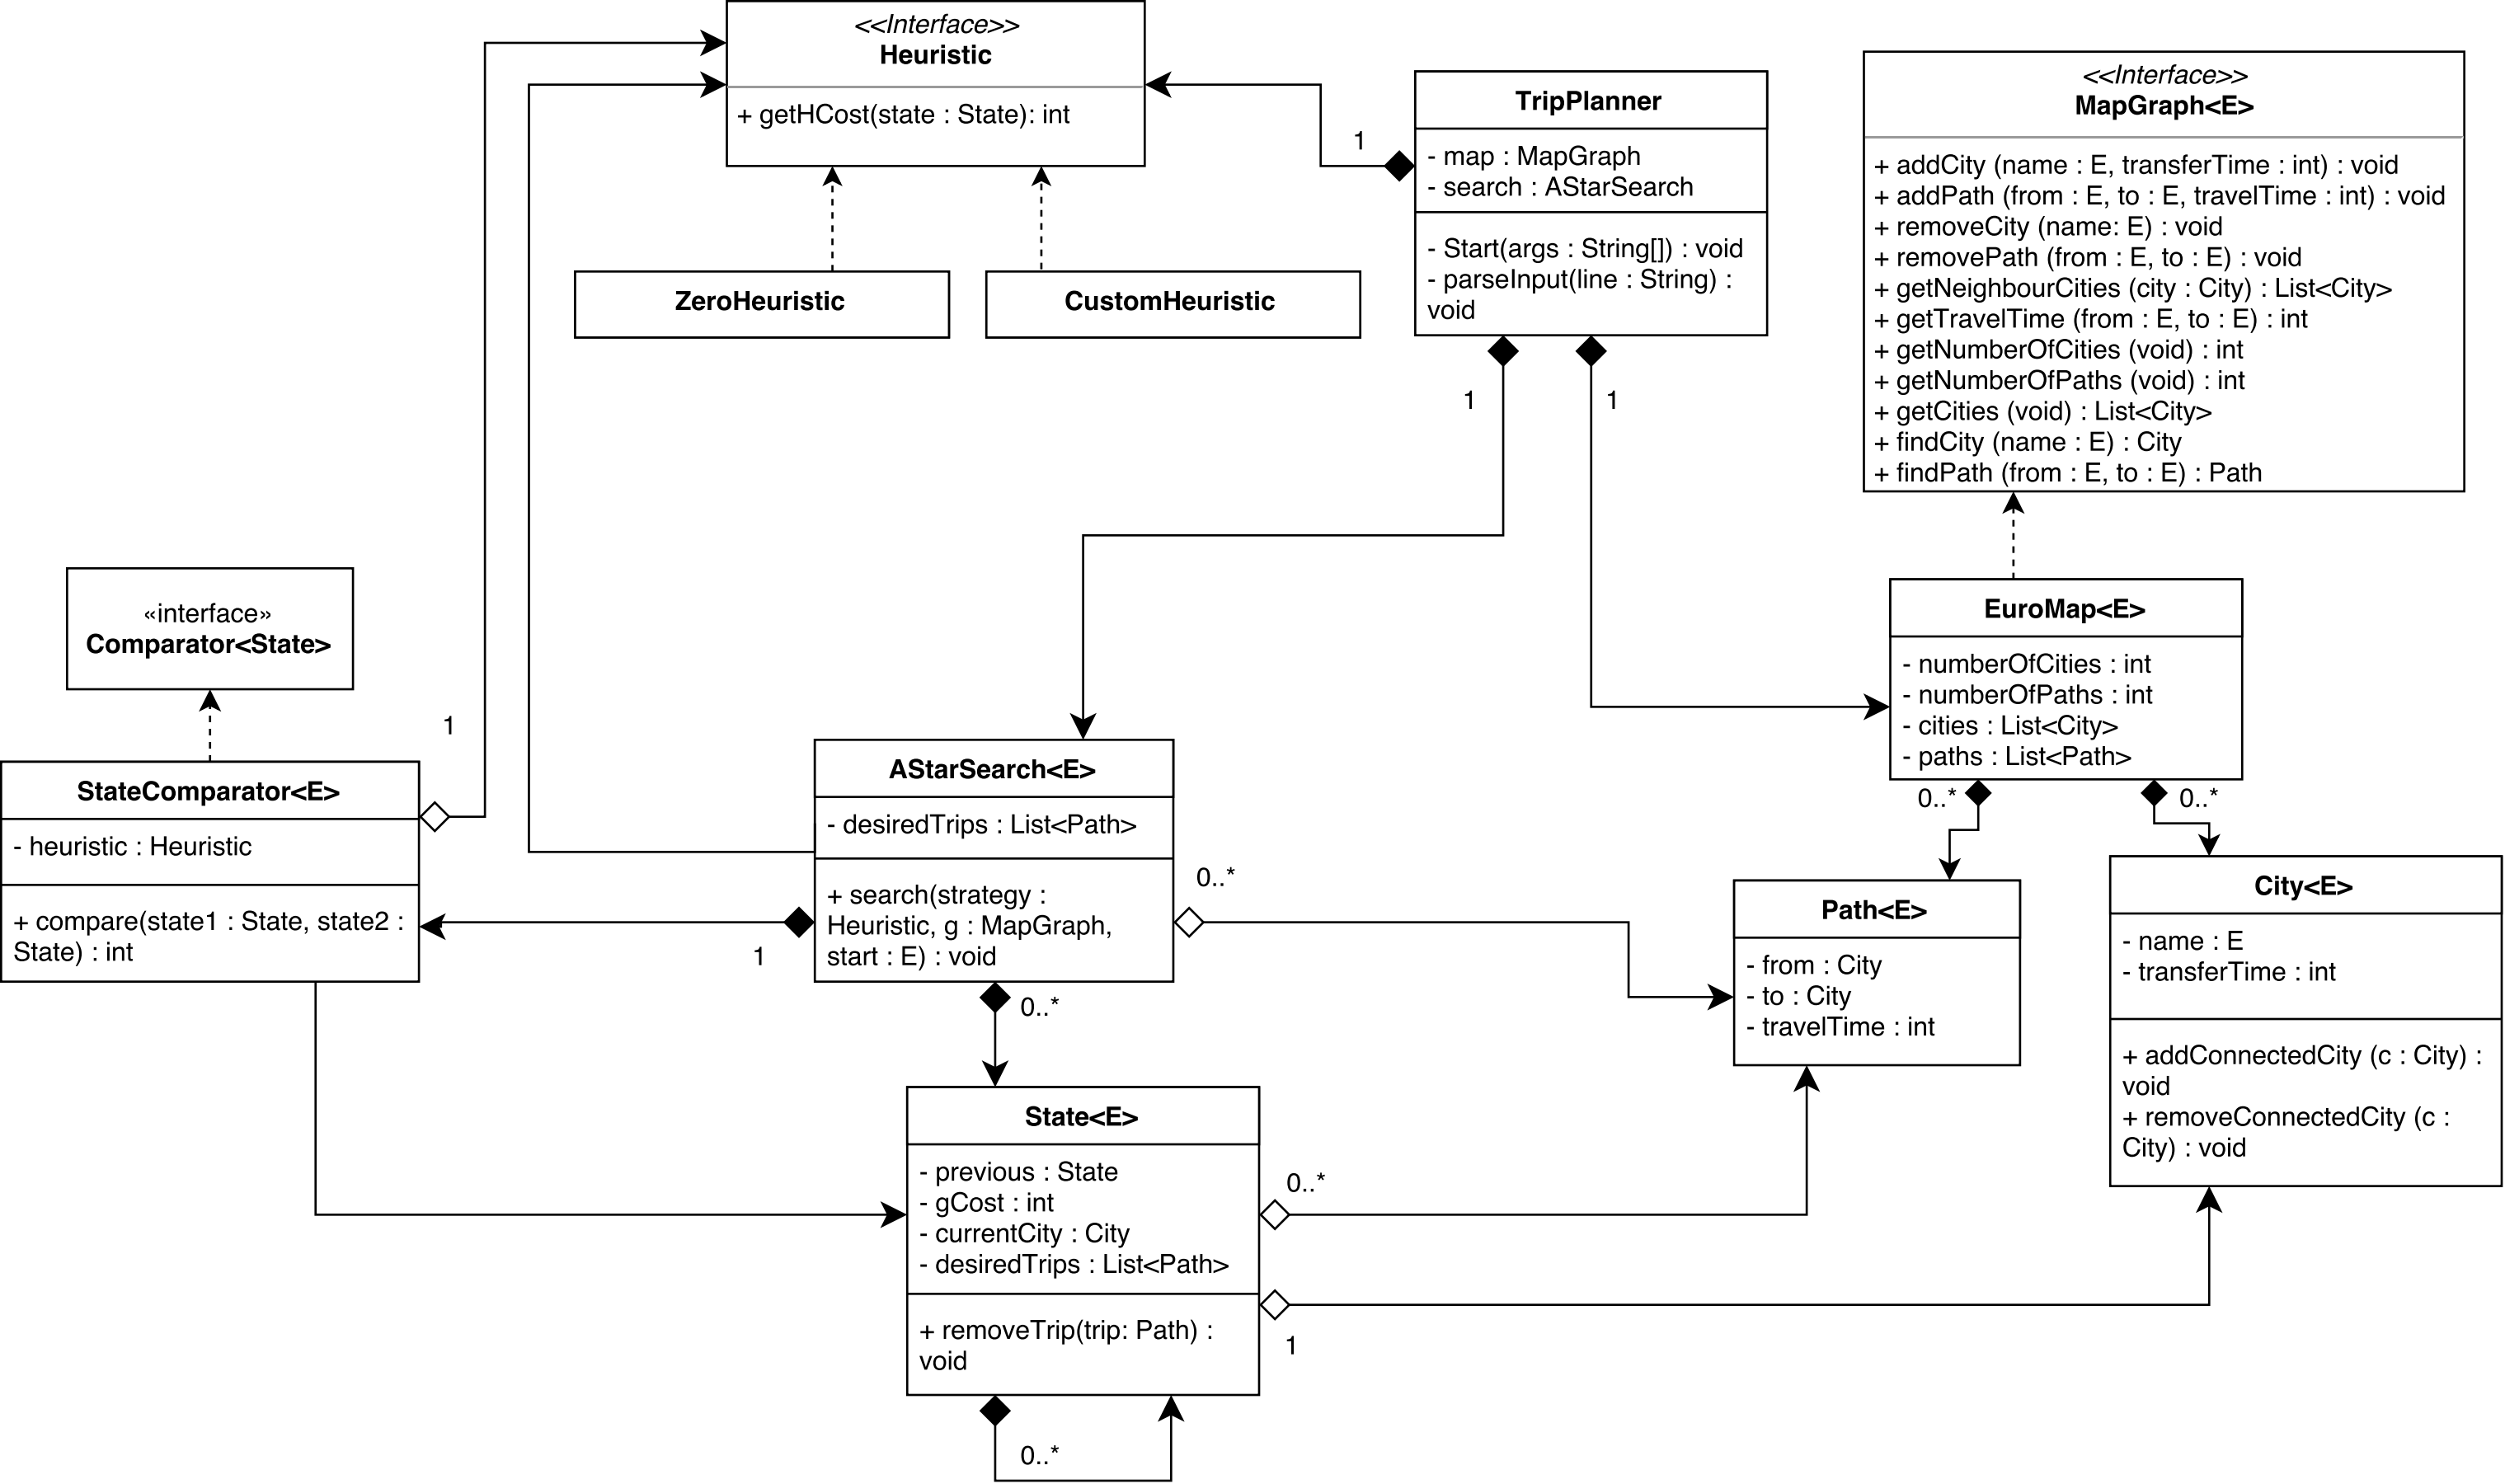 <<Interface>>
Heuristic
+ getHCost(state : State): int
ZeroHeuristic
CustomHeuristic
1
TripPlanner
- map : MapGraph
- search : AStarSearch
- Start(args : String[]) : void
- parseInput(line : String) :
void
1
1
<<Interface>>
MapGraph<E>
+ addCity (name : E, transferTime : int) : void
+ addPath (from : E, to : E, travelTime : int) : void
+ removeCity (name: E) : void
+ removePath (from : E, to : E) : void
+ getNeighbourCities (city : City) : List<City>
+ getTravelTime (from : E, to : E) : int
+ getNumberOfCities (void) : int
+ getNumberOfPaths (void) : int
+ getCities (void) : List<City>
+ findCity (name : E) : City
+ findPath (from : E, to : E) : Path
«interface»
Comparator<State>
1
StateComparator<E>
- heuristic : Heuristic
+ compare(state1 : State, state2 :
State) : int
AStarSearch<E>
- desiredTrips : List<Path>
+ search(strategy :
Heuristic, g : MapGraph,
start : E) : void
1
0..*
0..*
EuroMap<E>
- numberOfCities : int
- numberOfPaths : int
- cities : List<City>
- paths : List<Path>
0..*
0..*
Path<E>
- from : City
- to : City
- travelTime : int
City<E>
- name : E
- transferTime : int
+ addConnectedCity (c : City) :
void
+ removeConnectedCity (c :
City) : void
State<E>
- previous : State
- gCost : int
- currentCity : City
- desiredTrips : List<Path>
+ removeTrip(trip: Path) :
void
0..*
1
0..*